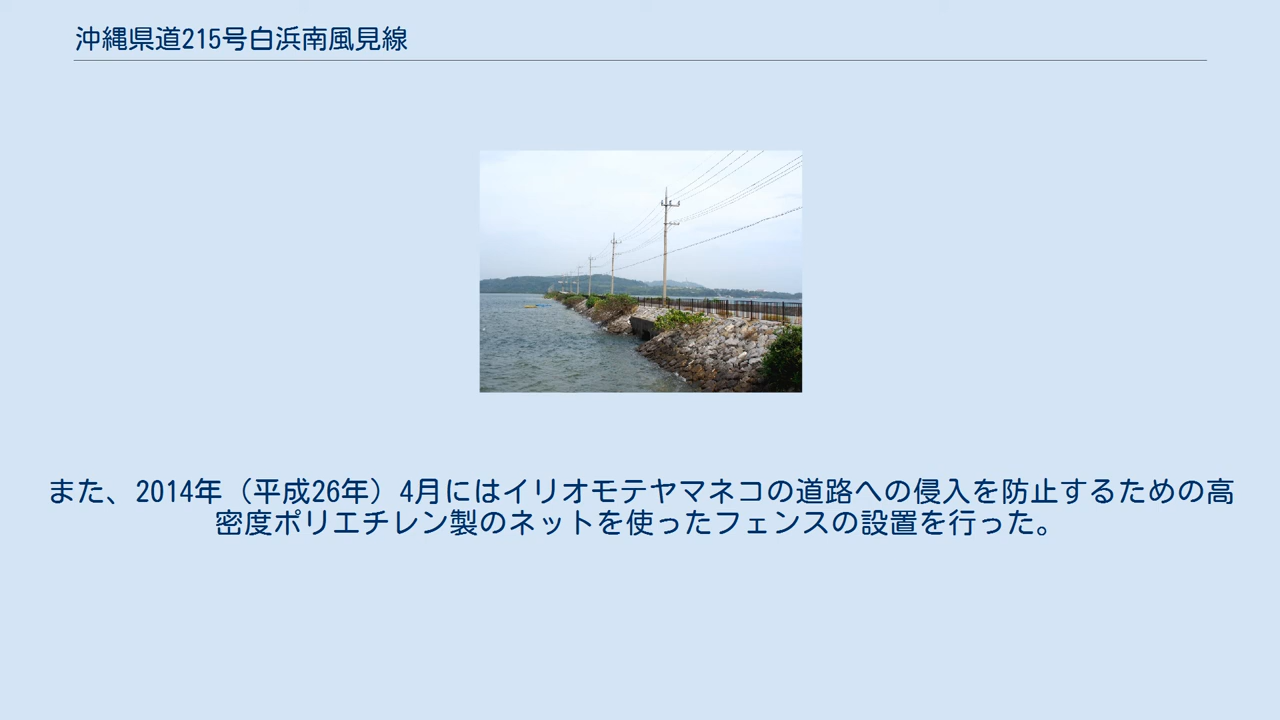 沖縄県道215号白浜南風見線
また、2014年（平成26年）4月にはイリオモテヤマネコの道路への侵入を防止するための高
密度ポリエチレン製のネットを使ったフェンスの設置を行った。